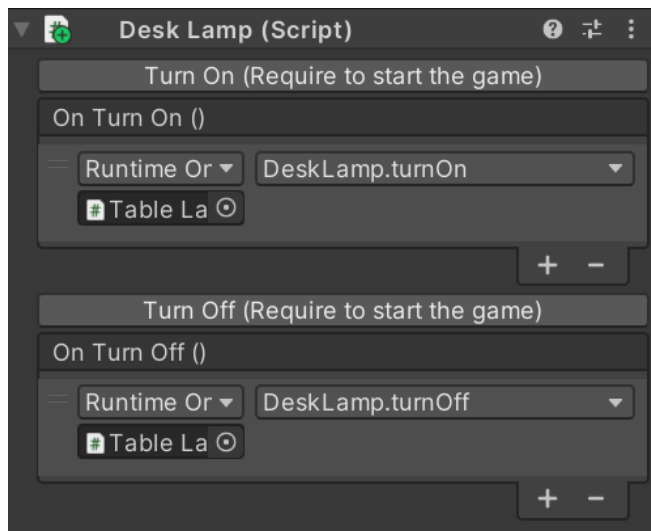 Desk Lamp (Script)
Turn On (Require to start the game)
On Turn On ()
Runtime Or DeskLamp.turnOn
Table La
Turn Off (Require to start the game)
On Turn Off ()
Runtime Or DeskLamp.turnOff
Table La